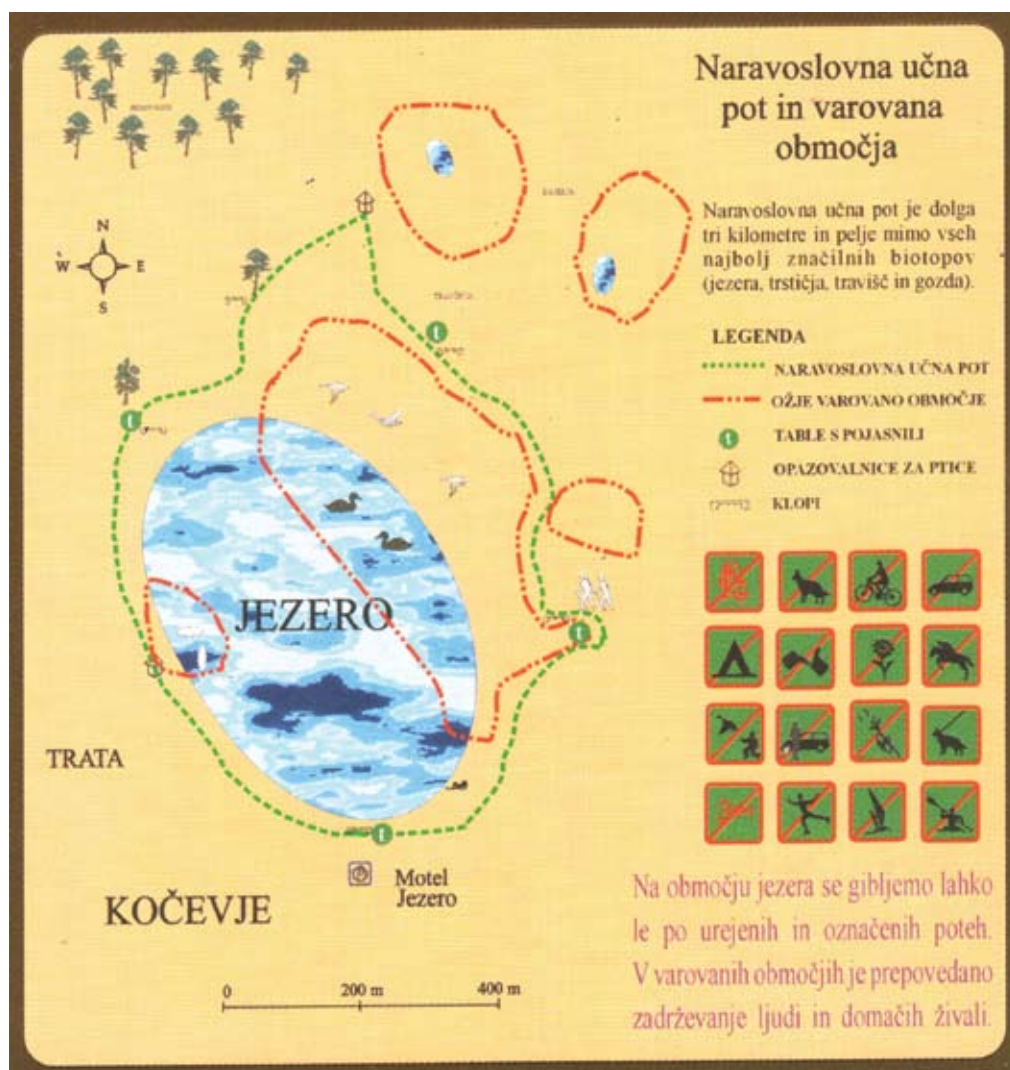 Naravoslovna učna
pot in varovana
območja
Naravoslovna učna pot je dolga
tri kilometre in pelje mimo vseh
najbolj značilnih biotopov
(jezera, trstičja, travišč in gozda).
LEGENDA
NARAVOSLOVNA UČNA POT
OŽJE VAROVANO OBMOČJE
t
TABLE S POJASNILI
OPAZOVALNICE ZA PTICE
KLOPI
N
W
E
S
t
t
JEZERO
t
TRATA
t
Motel
Jezero
KOČEVJE
0
200 m
400 m
Na območju jezera se gibljemo lahko
le po urejenih in označenih poteh.
V varovanih območjih je prepovedano
zadrževanje ljudi in domačih živali.